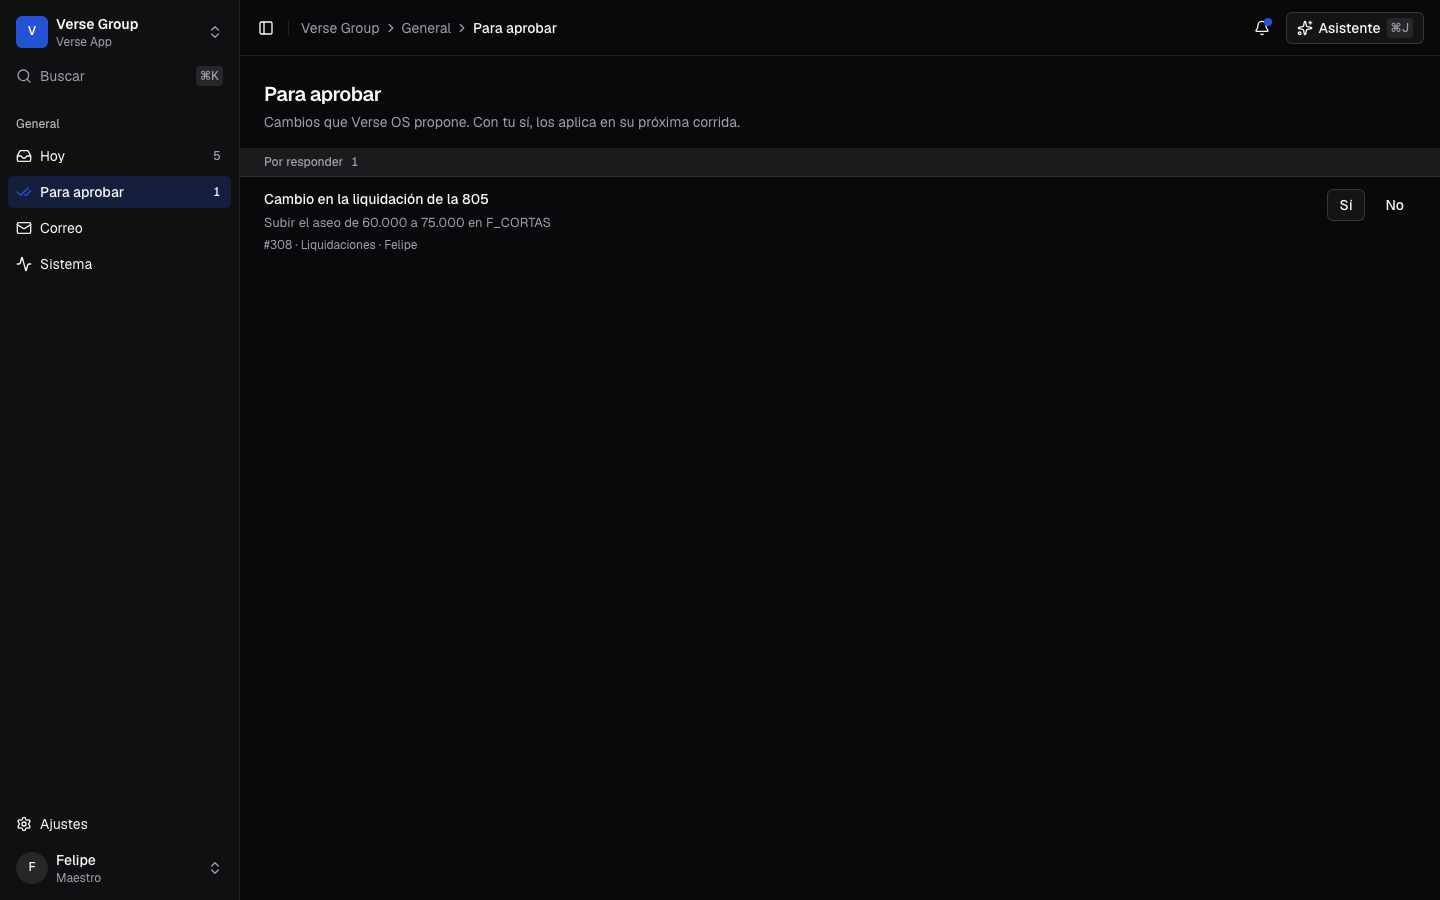 V
Verse Group
Verse App
Buscar
⌘K
General
Hoy
5
Para aprobar
1
Correo
Sistema
Ajustes
F
Felipe
Maestro
Verse Group > General > Para aprobar
Asistente ⌘J
Para aprobar
Cambios que Verse OS propone. Con tu sí, los aplica en su próxima corrida.
Por responder 1
Cambio en la liquidación de la 805
Subir el aseo de 60.000 a 75.000 en F_CORTAS
#308 · Liquidaciones · Felipe
Sí
No